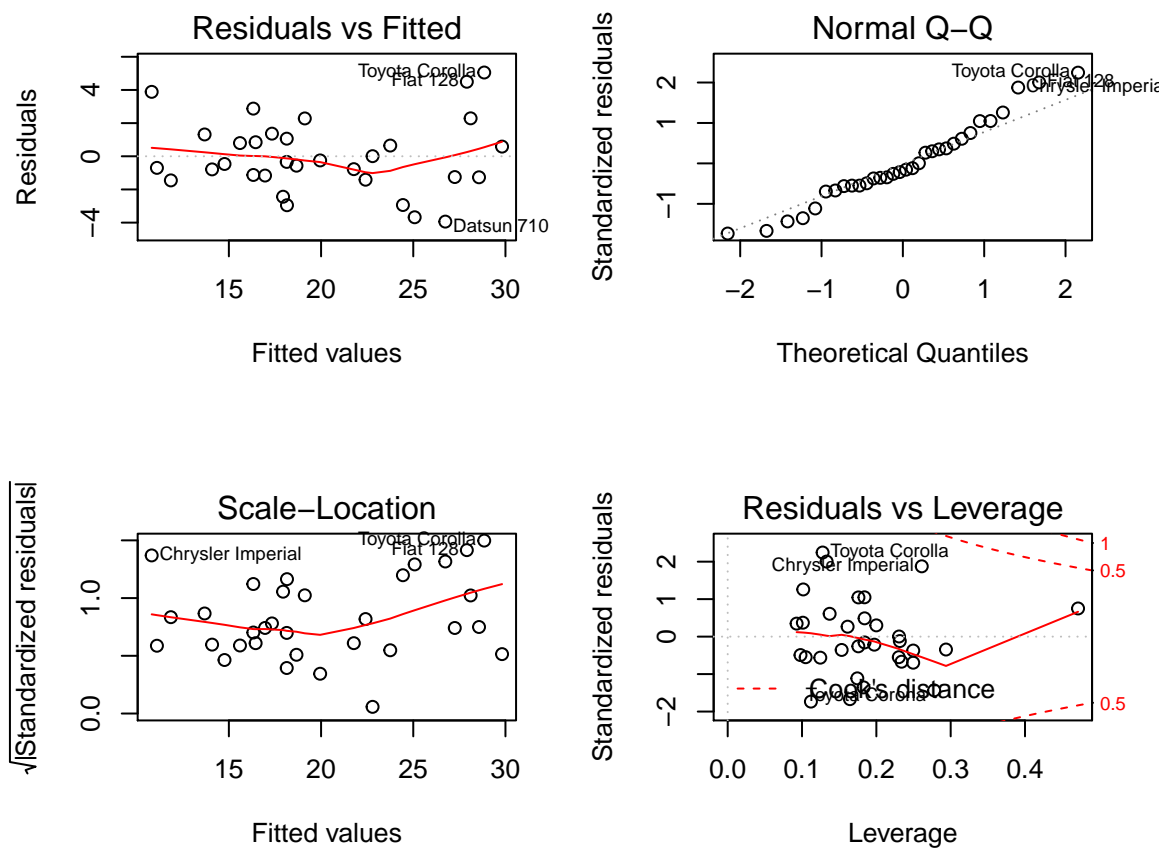 Residuals vs Fitted
Residuals
4
0
−4
Toyota Corolla
Fiat 128
Datsun 710
15 20 25 30
Fitted values
Normal Q−Q
Standardized residuals
2
1
−1
Toyota Corolla
Fiat 128
Chrysler Imperial
−2 −1 0 1 2
Theoretical Quantiles
Scale−Location
√|Standardized residuals|
1.0
0.0
Toyota Corolla
Fiat 128
Chrysler Imperial
15 20 25 30
Fitted values
Residuals vs Leverage
Standardized residuals
2
1
0
−2
Toyota Corolla
Chrysler Imperial
Cook's distance
Toyota Corona
1
0.5
0.5
0.0 0.1 0.2 0.3 0.4
Leverage